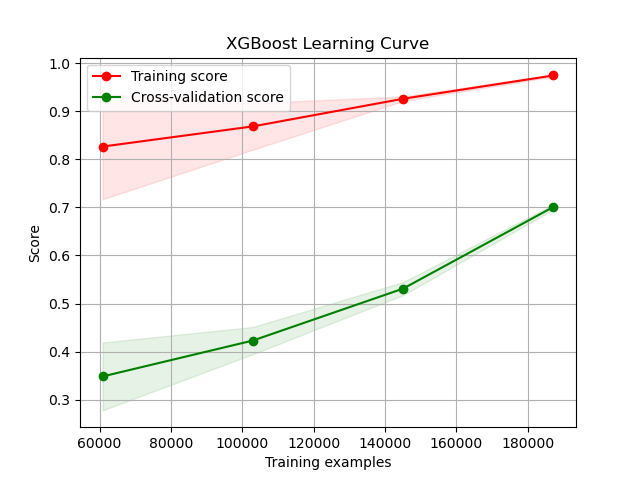 XGBoost Learning Curve
Training score
Cross-validation score
Score
1.0
0.9
0.8
0.7
0.6
0.5
0.4
0.3
60000 80000 100000 120000 140000 160000 180000
Training examples